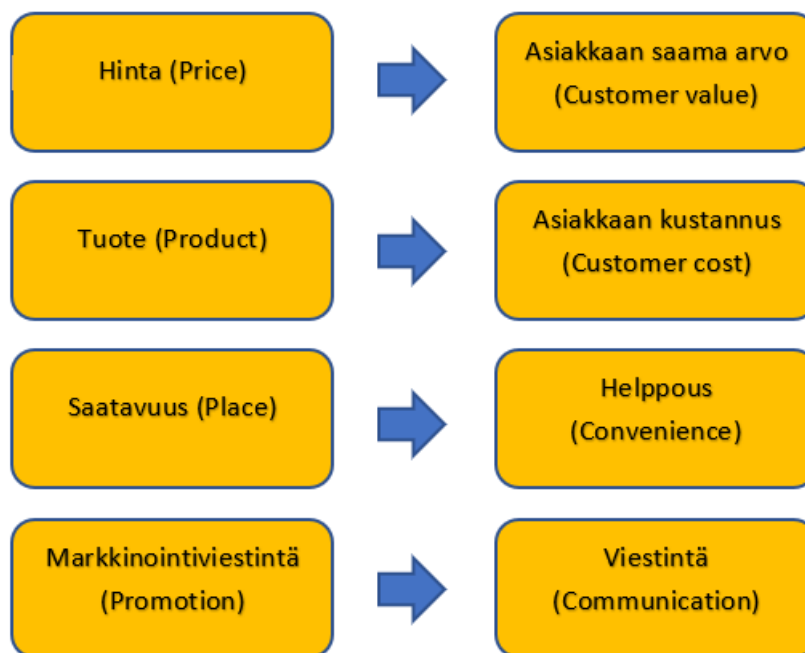 Hinta (Price)
Asiakkaan saama arvo
(Customer value)
Tuote (Product)
Asiakkaan kustannus
(Customer cost)
Saatavuus (Place)
Helppous
(Convenience)
Markkinointiviestintä
(Promotion)
Viestintä
(Communication)